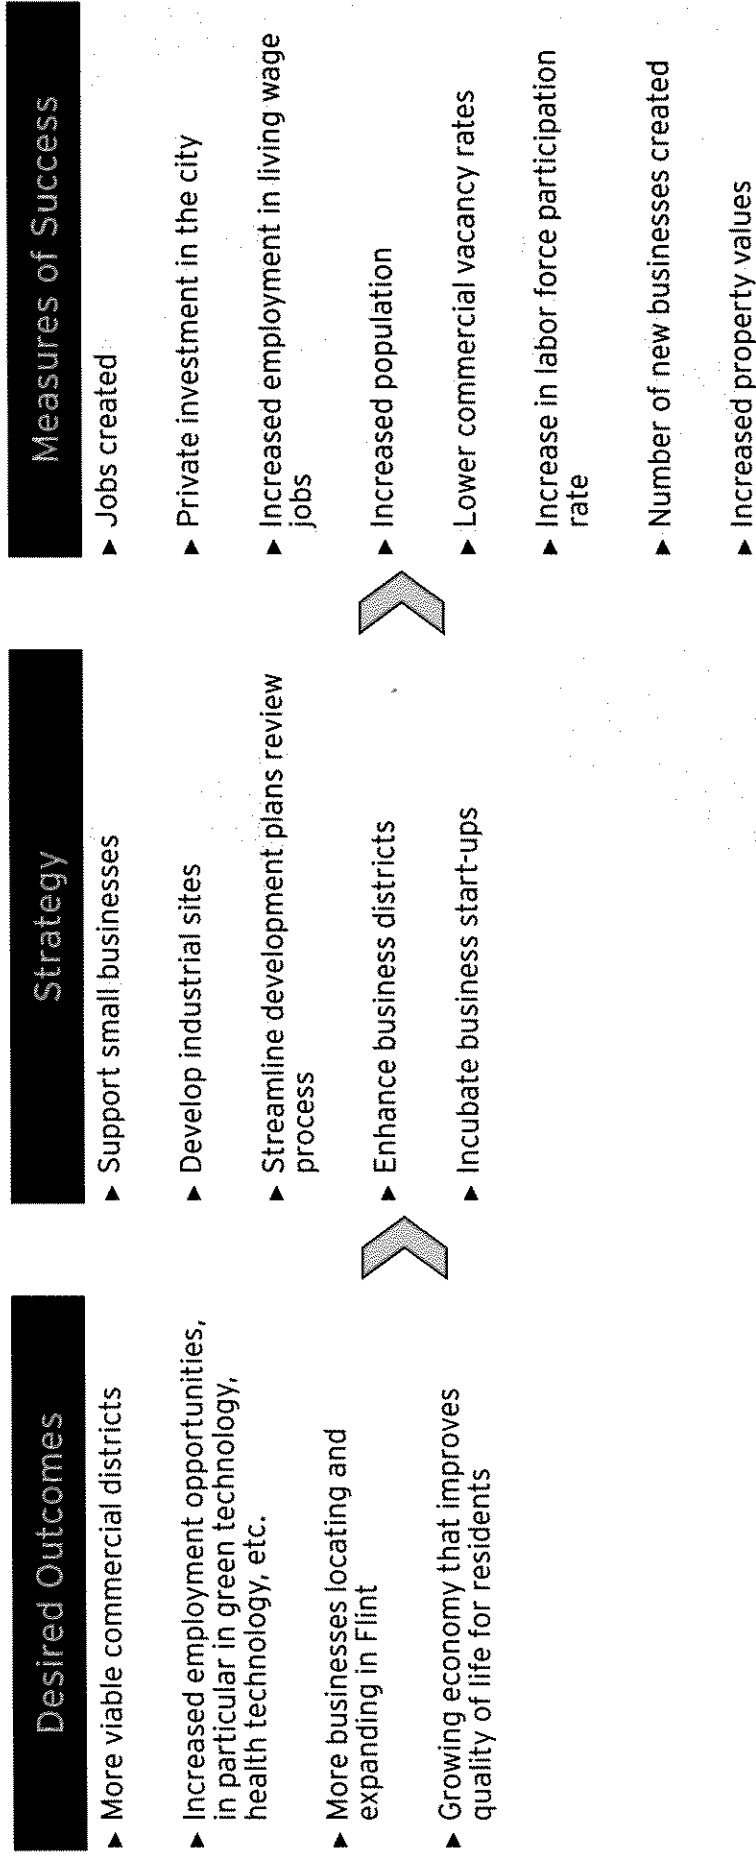 Desired Outcomes
► More viable commercial districts
► Increased employment opportunities,
in particular in green technology,
health technology, etc.
► More businesses locating and
expanding in Flint
► Growing economy that improves
quality of life for residents
Strategy
► Support small businesses
► Develop industrial sites
► Streamline development plans review
process
► Enhance business districts
► Incubate business start-ups
Measures of Success
► Jobs created
► Private investment in the city
► Increased employment in living wage
jobs
► Increased population
► Lower commercial vacancy rates
► Increase in labor force participation
rate
► Number of new businesses created
► Increased property values